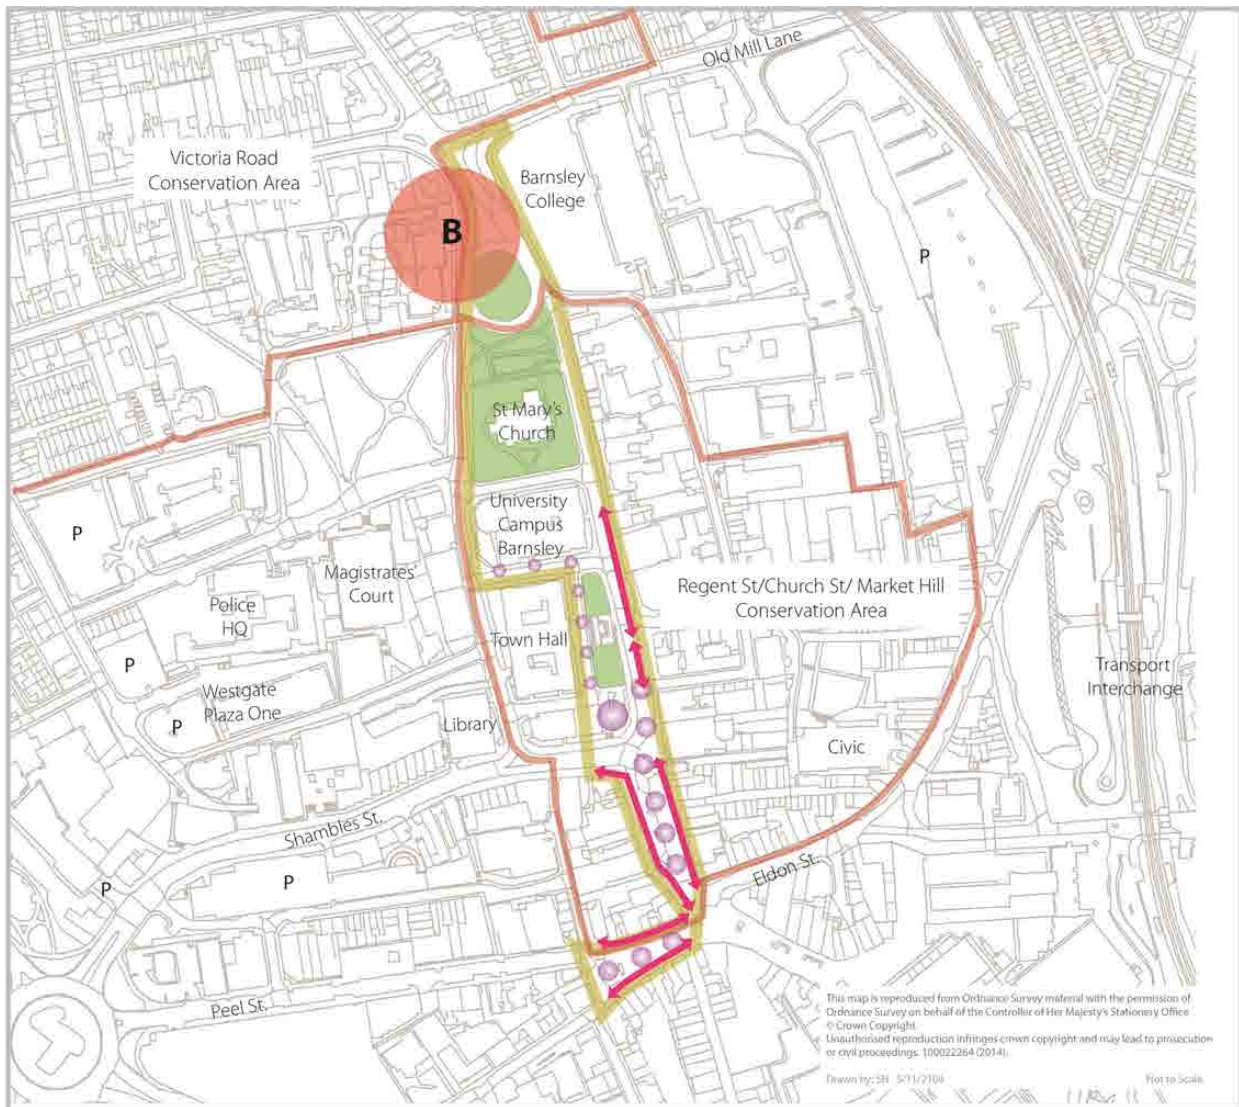 Old Mill Lane
Victoria Road
Conservation Area
Barnsley
College
B
P
St Mary's
Church
University
Campus
Barnsley
P
Magistrates'
Court
Regent St/Church St/ Market Hill
Conservation Area
Police
HQ
Town Hall
P
Transport
Interchange
Westgate
Plaza One
P
Library
Civic
Shambles St.
Eldon St.
P
P
Peel St.
This map is reproduced from Ordnance Survey material with the permission of
Ordnance Survey on behalf of the Controller of Her Majesty's Stationery Office
© Crown Copyright.
Unauthorised reproduction infringes crown copyright and may lead to prosecution
or civil proceedings. 100022264 (2014).
Drawn by: SH
Not to Scale